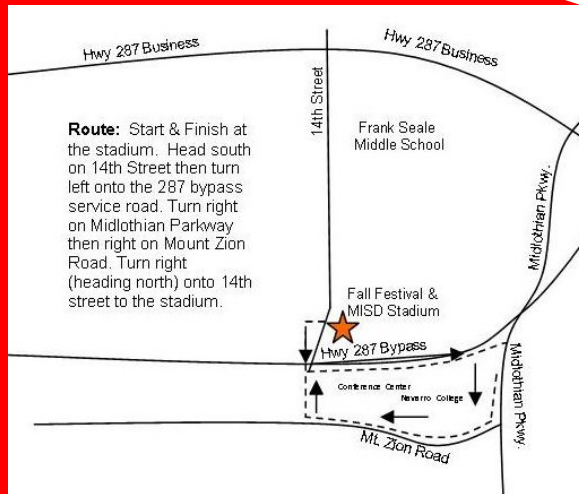 Hwy 287 Business
Hwy 287 Business
14th Street
Route: Start & Finish at
the stadium. Head south
on 14th Street then turn
left onto the 287 bypass
service road. Turn right
on Midlothian Parkway
then right on Mount Zion
Road. Turn right
(heading north) onto 14th
street to the stadium.
Frank Seale
Middle School
Midlothian Pkwy.
Fall Festival &
MISD Stadium
Hwy 287 Bypass
Conference Center
Navarro College
Midlothian Pkwy.
Mt. Zion Road